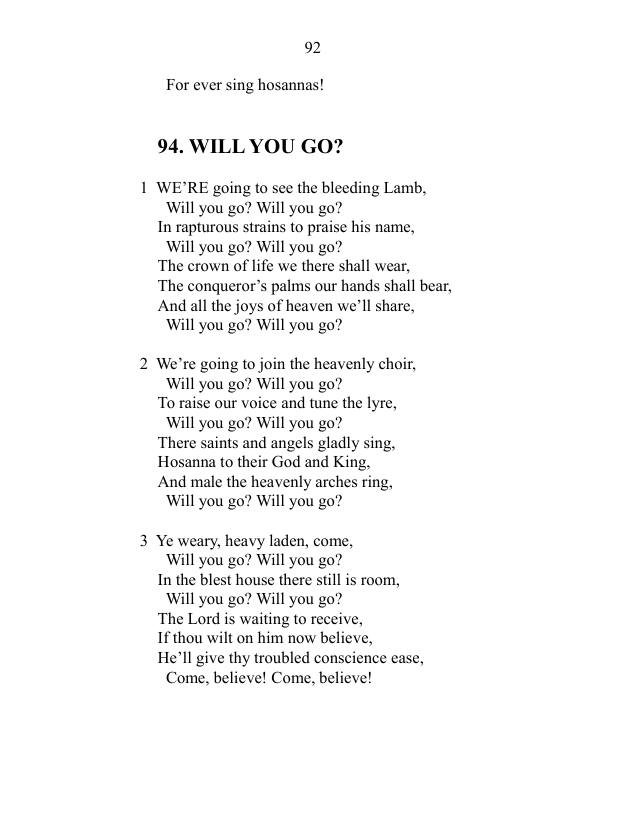 92
For ever sing hosannas!
94. WILL YOU GO?
1 WE’RE going to see the bleeding Lamb,
Will you go? Will you go?
In rapturous strains to praise his name,
Will you go? Will you go?
The crown of life we there shall wear,
The conqueror’s palms our hands shall bear,
And all the joys of heaven we’ll share,
Will you go? Will you go?
2 We’re going to join the heavenly choir,
Will you go? Will you go?
To raise our voice and tune the lyre,
Will you go? Will you go?
There saints and angels gladly sing,
Hosanna to their God and King,
And male the heavenly arches ring,
Will you go? Will you go?
3 Ye weary, heavy laden, come,
Will you go? Will you go?
In the blest house there still is room,
Will you go? Will you go?
The Lord is waiting to receive,
If thou wilt on him now believe,
He’ll give thy troubled conscience ease,
Come, believe! Come, believe!